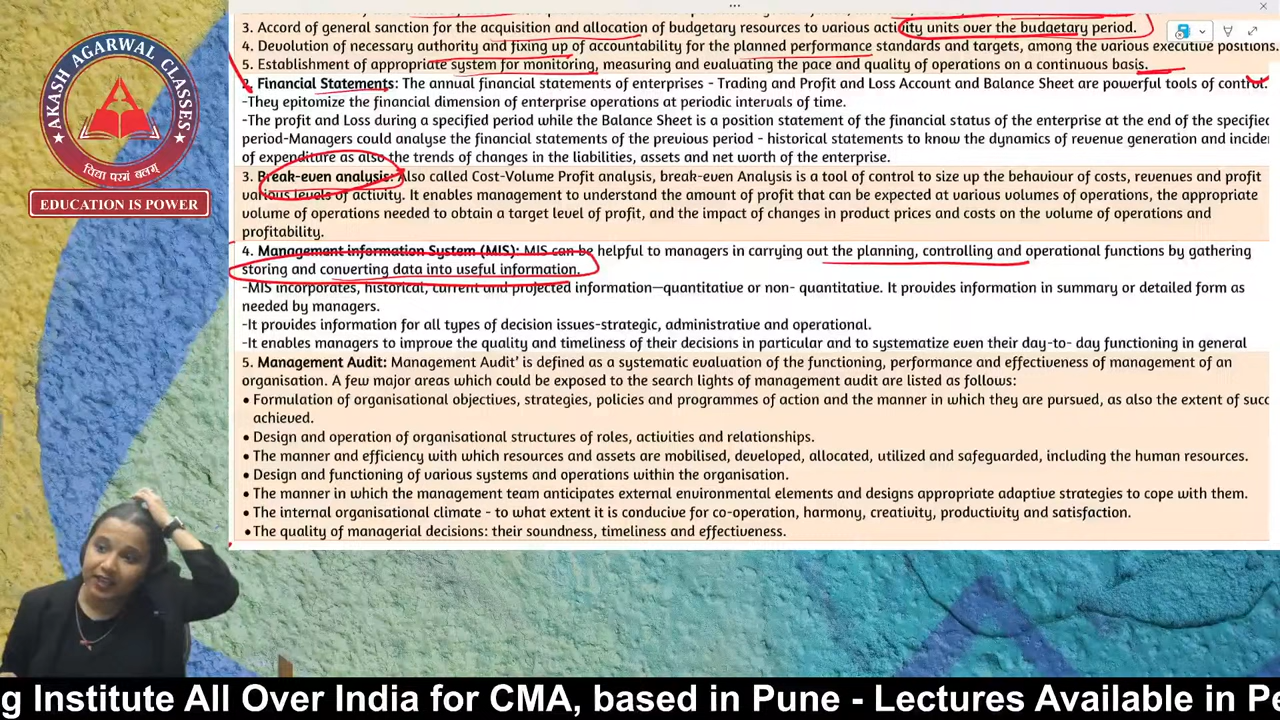 3. Accord of general sanction for the acquisition and allocation of budgetary resources to various activity units over the budgetary period.
4. Devolution of necessary authority and fixing up of accountability for the planned performance standards and targets, among the various executive positions.
5. Establishment of appropriate system for monitoring, measuring and evaluating the pace and quality of operations on a continuous basis.
Financial Statements: The annual financial statements of enterprises - Trading and Profit and Loss Account and Balance Sheet are powerful tools of control.
-They epitomize the financial dimension of enterprise operations at periodic intervals of time.
-The profit and Loss during a specified period while the Balance Sheet is a position statement of the financial status of the enterprise at the end of the specified
period-Managers could analyse the financial statements of the previous period - historical statements to know the dynamics of revenue generation and inciden
of expenditure as also the trends of changes in the liabilities, assets and net worth of the enterprise.
3. Break-even analysis: Also called Cost-Volume Profit analysis, break-even Analysis is a tool of control to size up the behaviour of costs, revenues and profit
various levels of activity. It enables management to understand the amount of profit that can be expected at various volumes of operations, the appropriate
volume of operations needed to obtain a target level of profit, and the impact of changes in product prices and costs on the volume of operations and
profitability.
4. Management information System (MIS): MIS can be helpful to managers in carrying out the planning, controlling and operational functions by gathering
storing and converting data into useful information.
-MIS incorporates, historical, current and projected information—quantitative or non- quantitative. It provides information in summary or detailed form as
needed by managers.
-It provides information for all types of decision issues-strategic, administrative and operational.
-It enables managers to improve the quality and timeliness of their decisions in particular and to systematize even their day-to- day functioning in general
5. Management Audit: Management Audit’ is defined as a systematic evaluation of the functioning, performance and effectiveness of management of an
organisation. A few major areas which could be exposed to the search lights of management audit are listed as follows:
• Formulation of organisational objectives, strategies, policies and programmes of action and the manner in which they are pursued, as also the extent of succ
achieved.
• Design and operation of organisational structures of roles, activities and relationships.
• The manner and efficiency with which resources and assets are mobilised, developed, allocated, utilized and safeguarded, including the human resources.
• Design and functioning of various systems and operations within the organisation.
• The manner in which the management team anticipates external environmental elements and designs appropriate adaptive strategies to cope with them.
• The internal organisational climate - to what extent it is conducive for co-operation, harmony, creativity, productivity and satisfaction.
• The quality of managerial decisions: their soundness, timeliness and effectiveness.
AKASH AGARWAL CLASSES
विद्या परमं बलम्
EDUCATION IS POWER
g Institute All Over India for CMA, based in Pune - Lectures Available in Pe